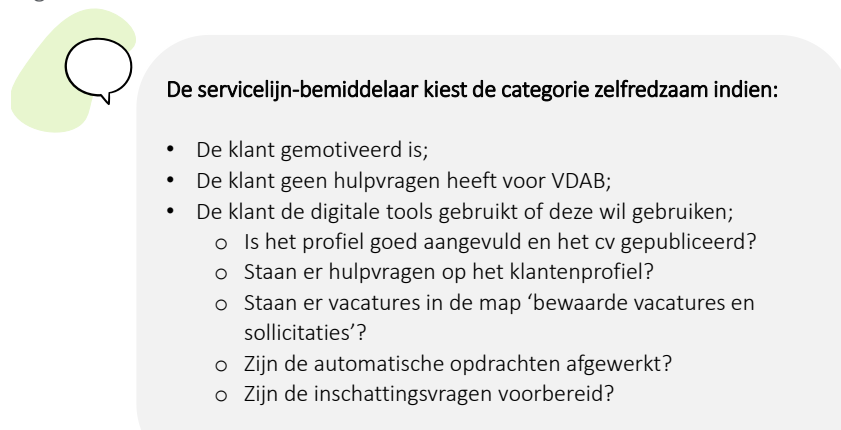 De servicelijn-bemiddelaar kiest de categorie zelfredzaam indien:
• De klant gemotiveerd is;
• De klant geen hulpvragen heeft voor VDAB;
• De klant de digitale tools gebruikt of deze wil gebruiken;
o Is het profiel goed aangevuld en het cv gepubliceerd?
o Staan er hulpvragen op het klantenprofiel?
o Staan er vacatures in de map ‘bewaarde vacatures en
sollicitaties’?
o Zijn de automatische opdrachten afgewerkt?
o Zijn de inschattingsvragen voorbereid?